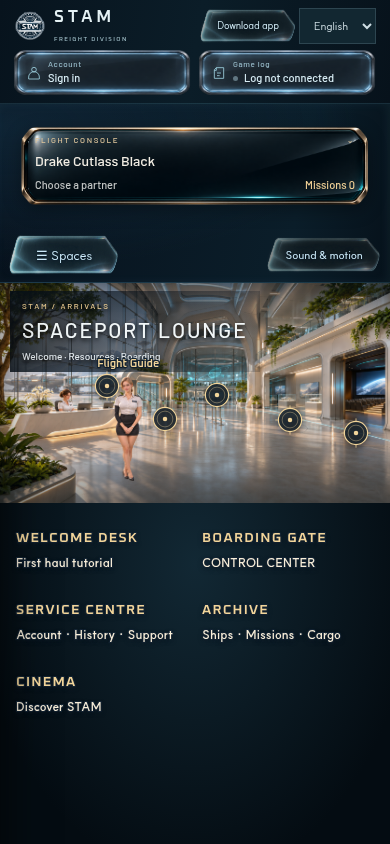 STAM
FREIGHT DIVISION
Download app
English
Account
Sign in
Game log
Log not connected
FLIGHT CONSOLE
Drake Cutlass Black
Choose a partner
Missions 0
☰ Spaces
Sound & motion
STAM / ARRIVALS
SPACEPORT LOUNGE
Welcome · Resources · Boarding
Flight Guide
WELCOME DESK
First haul tutorial
BOARDING GATE
CONTROL CENTER
SERVICE CENTRE
Account · History · Support
ARCHIVE
Ships · Missions · Cargo
CINEMA
Discover STAM